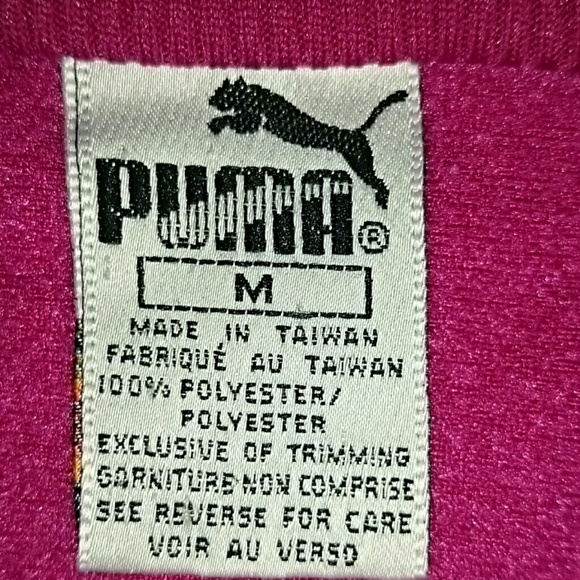 PUMA®
M
MADE IN TAIWAN
FABRIQUÉ AU TAIWAN
100% POLYESTER/
POLYESTER
EXCLUSIVE OF TRIMMING
GARNITURE NON COMPRISE
SEE REVERSE FOR CARE
VOIR AU VERSO